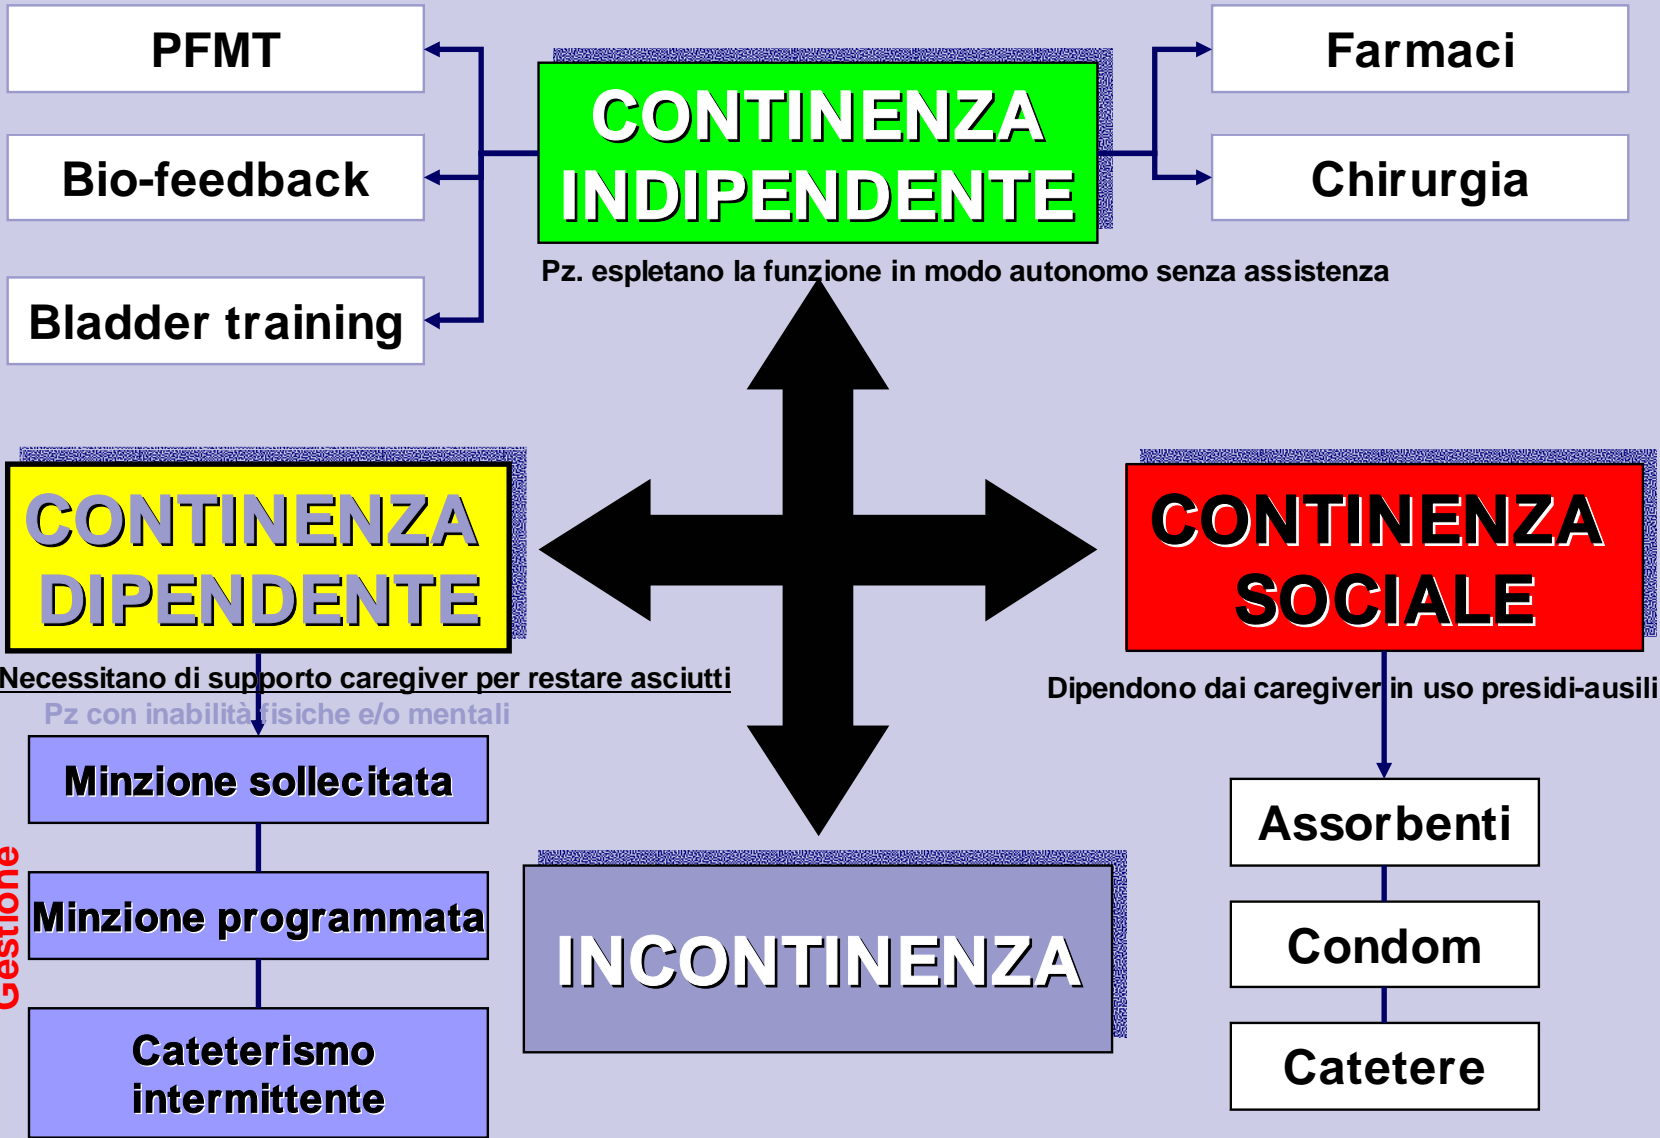 PFMT
Bio-feedback
Bladder training
CONTINENZA
INDIPENDENTE
Pz. espletano la funzione in modo autonomo senza assistenza
Farmaci
Chirurgia
CONTINENZA
DIPENDENTE
Necessitano di supporto caregiver per restare asciutti
Pz con inabilità fisiche e/o mentali
Gestione
Minzione sollecitata
Minzione programmata
Cateterismo
intermittente
CONTINENZA
SOCIALE
Dipendono dai caregiver in uso presidi-ausili
Assorbenti
Condom
Catetere
INCONTINENZA